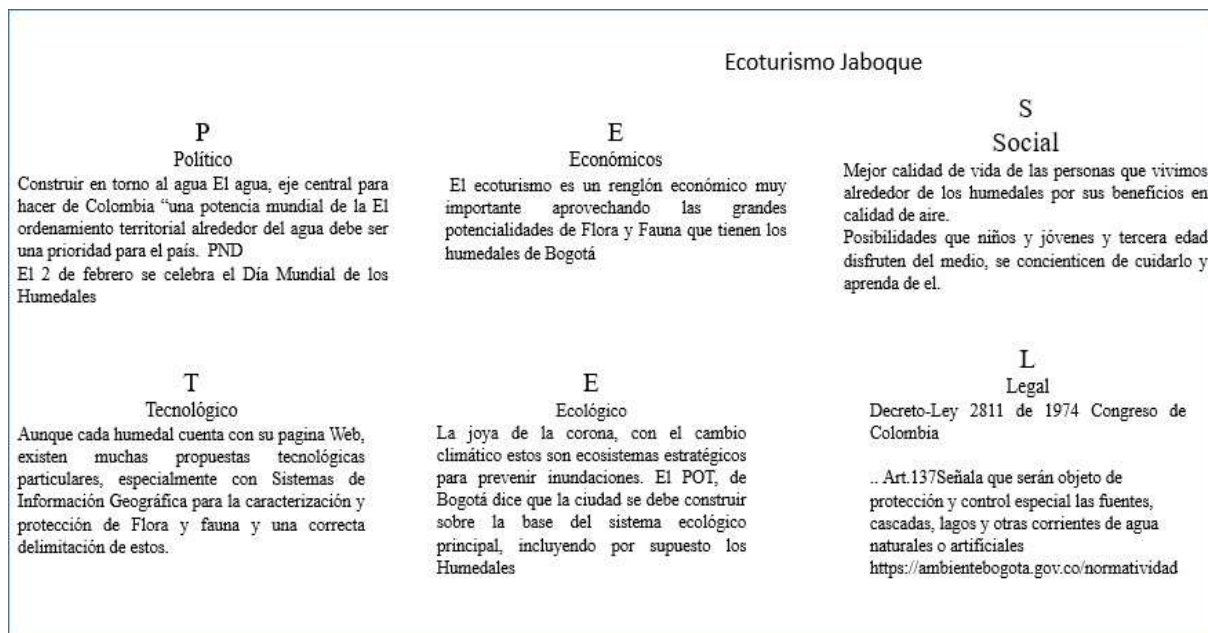 Ecoturismo Jaboque
P
Político
Construir en torno al agua El agua, eje central para
hacer de Colombia “una potencia mundial de la El
ordenamiento territorial alrededor del agua debe ser
una prioridad para el país. PND
El 2 de febrero se celebra el Día Mundial de los
Humedales
E
Económicos
El ecoturismo es un renglón económico muy
importante aprovechando las grandes
potencialidades de Flora y Fauna que tienen los
humedales de Bogotá
S
Social
Mejor calidad de vida de las personas que vivimos
alrededor de los humedales por sus beneficios en
calidad de aire.
Posibilidades que niños y jóvenes y tercera edad
disfruten del medio, se concienticen de cuidarlo y
aprenda de el.
T
Tecnológico
Aunque cada humedal cuenta con su pagina Web,
existen muchas propuestas tecnológicas
particulares, especialmente con Sistemas de
Información Geográfica para la caracterización y
protección de Flora y fauna y una correcta
delimitación de estos.
E
Ecológico
La joya de la corona, con el cambio
climático estos son ecosistemas estratégicos
para prevenir inundaciones. El POT, de
Bogotá dice que la ciudad se debe construir
sobre la base del sistema ecológico
principal, incluyendo por supuesto los
Humedales
L
Legal
Decreto-Ley 2811 de 1974 Congreso de
Colombia
.. Art.137Señala que serán objeto de
protección y control especial las fuentes,
cascadas, lagos y otras corrientes de agua
naturales o artificiales
https://ambientebogota.gov.co/normatividad